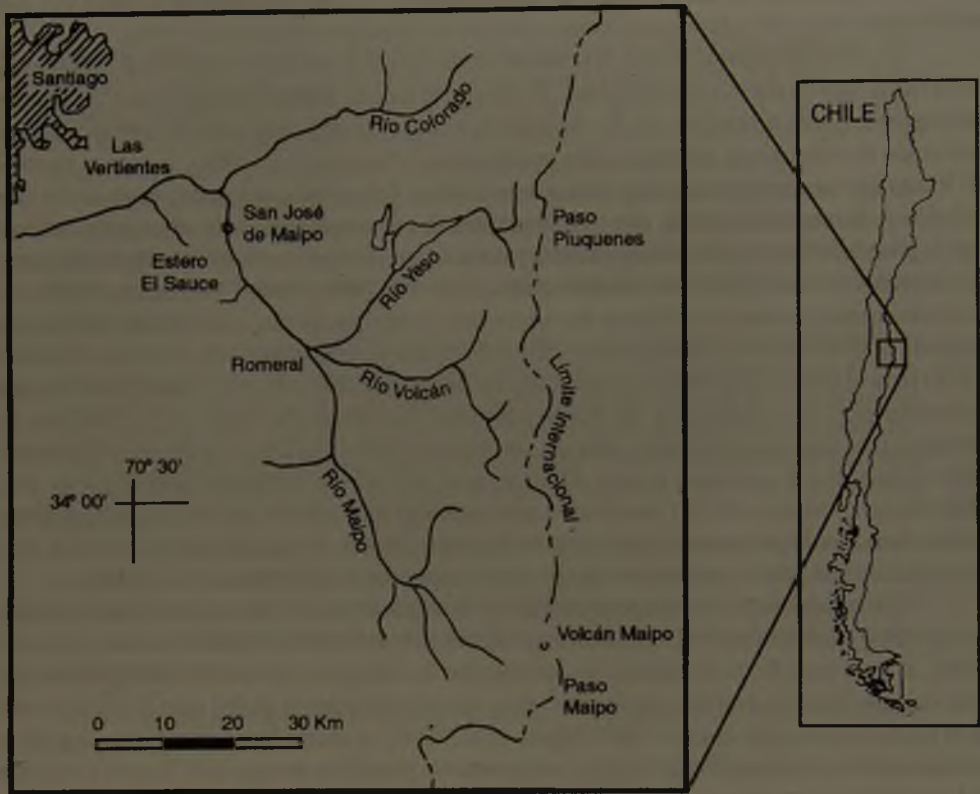 CHILE
Santiago
Río Colorado
Las
Vertientes
San José
de Maipo
Paso
Piuquenes
Estero
El Sauce
Río Yeso
Romeral
Río Volcán
Límite Internacional
70° 30'
34° 00'
Río Maipo
Volcán Maipo
Paso
Maipo
0 10 20 30 Km